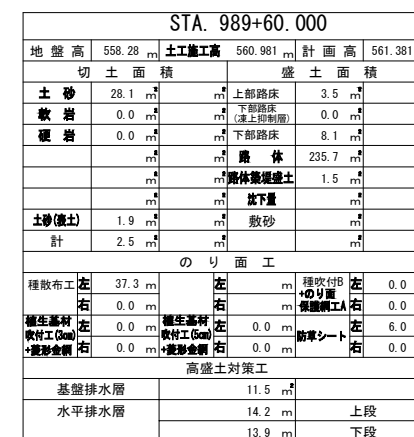 STA. 989+60.000
地盤高 558.28 m 土工施工高 560.981 m 計画高 561.381
切土面積 盛土面積
土砂 28.1 ㎡ ㎡ 上部路床 3.5 ㎡
軟岩 0.0 ㎡ ㎡ 下部路床(凍上抑制層) 0.0 ㎡
硬岩 0.0 ㎡ ㎡ 下部路床 8.1 ㎡
㎡ ㎡ 路体 235.7 ㎡
㎡ ㎡ 路体築堤盛土 1.5 ㎡
㎡ ㎡ 沈下量 ㎡
土砂(表土) 1.9 ㎡ ㎡ 敷砂 ㎡
計 2.5 ㎡ ㎡ ㎡
のり面工
種散布工 左 37.3 m 左 m 種吹付B+のり面保護網工A 左 0.0
右 0.0 m 右 m 右 0.0
植生基材吹付工(3cm)+菱形金網 左 0.0 m 植生基材吹付工(5cm)+菱形金網 左 0.0 m 防草シート 左 6.0
右 0.0 m 右 0.0 m 右 0.0
高盛土対策工
基盤排水層 11.5 ㎡
水平排水層 14.2 m 上段
13.9 m 下段